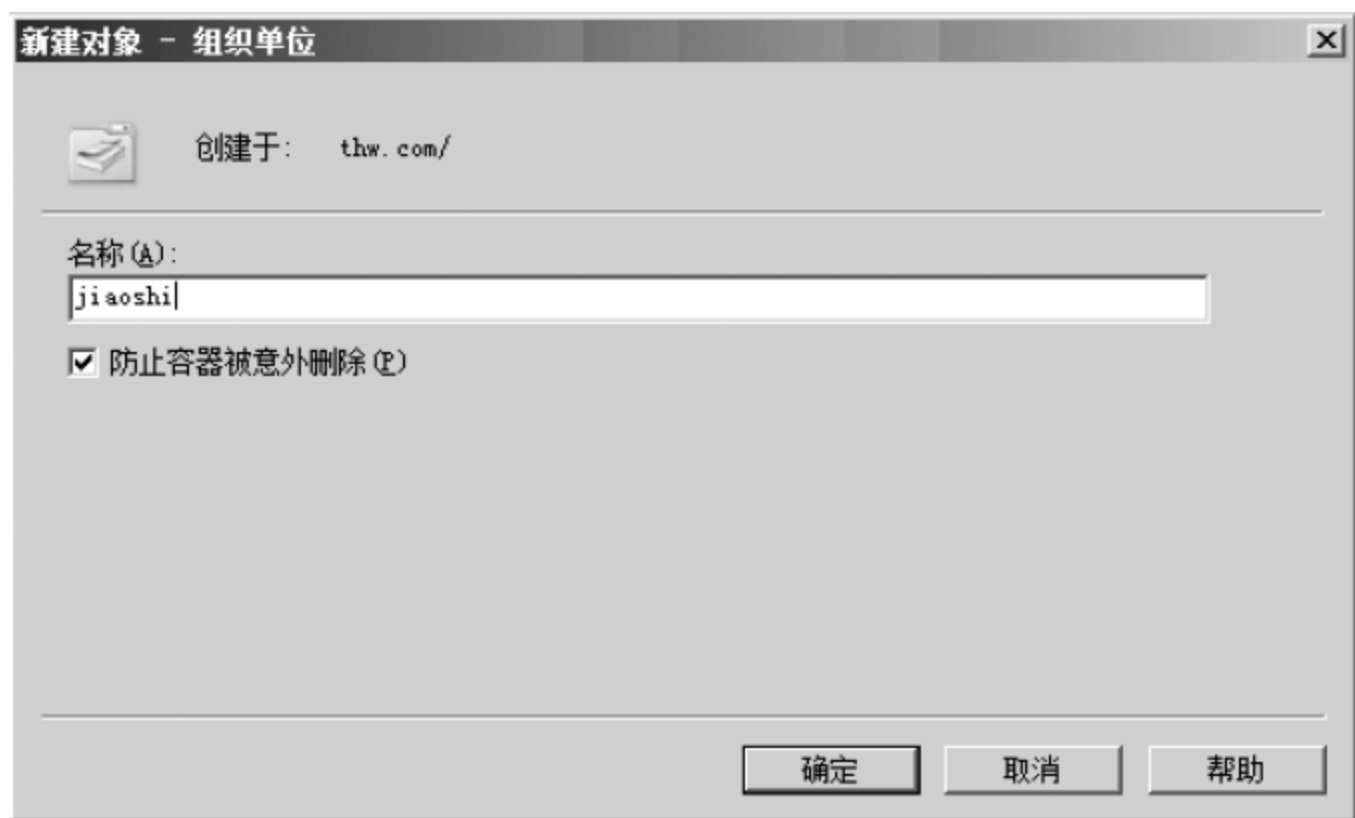 新建对象 - 组织单位
创建于: thw.com/
名称(A):
jiaoshi
防止容器被意外删除(P)
确定 取消 帮助